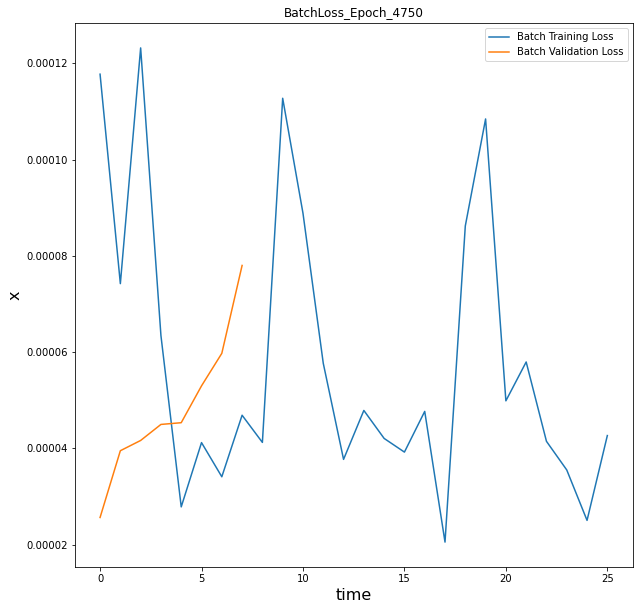 BatchLoss_Epoch_4750
Batch Training Loss
Batch Validation Loss
0.00012
0.00010
0.00008
0.00006
0.00004
0.00002
x
0 5 10 15 20 25
time